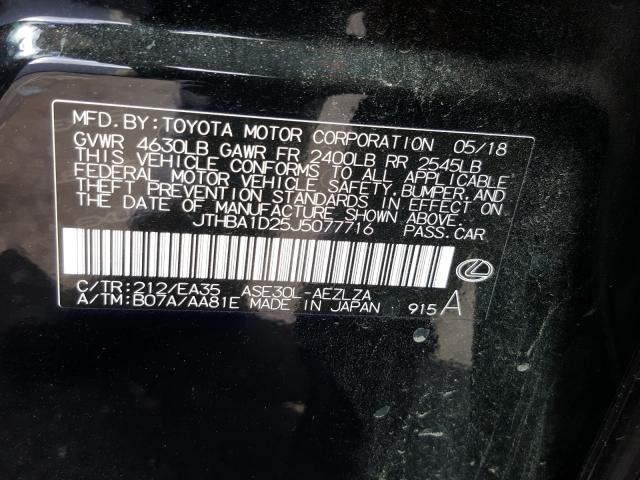 MFD.BY:TOYOTA MOTOR CORPORATION 05/18
GVWR 4630LB GAWR FR 2400LB RR 2545LB
THIS VEHICLE CONFORMS TO ALL APPLICABLE
FEDERAL MOTOR VEHICLE SAFETY,BUMPER,AND
THEFT PREVENTION STANDARDS IN EFFECT ON
THE DATE OF MANUFACTURE SHOWN ABOVE.
JTHBA1D25J5077716 PASS.CAR
C/TR:212/EA35 ASE30L-AEZLZA
A/TM:B07A/AA81E MADE IN JAPAN 915 A